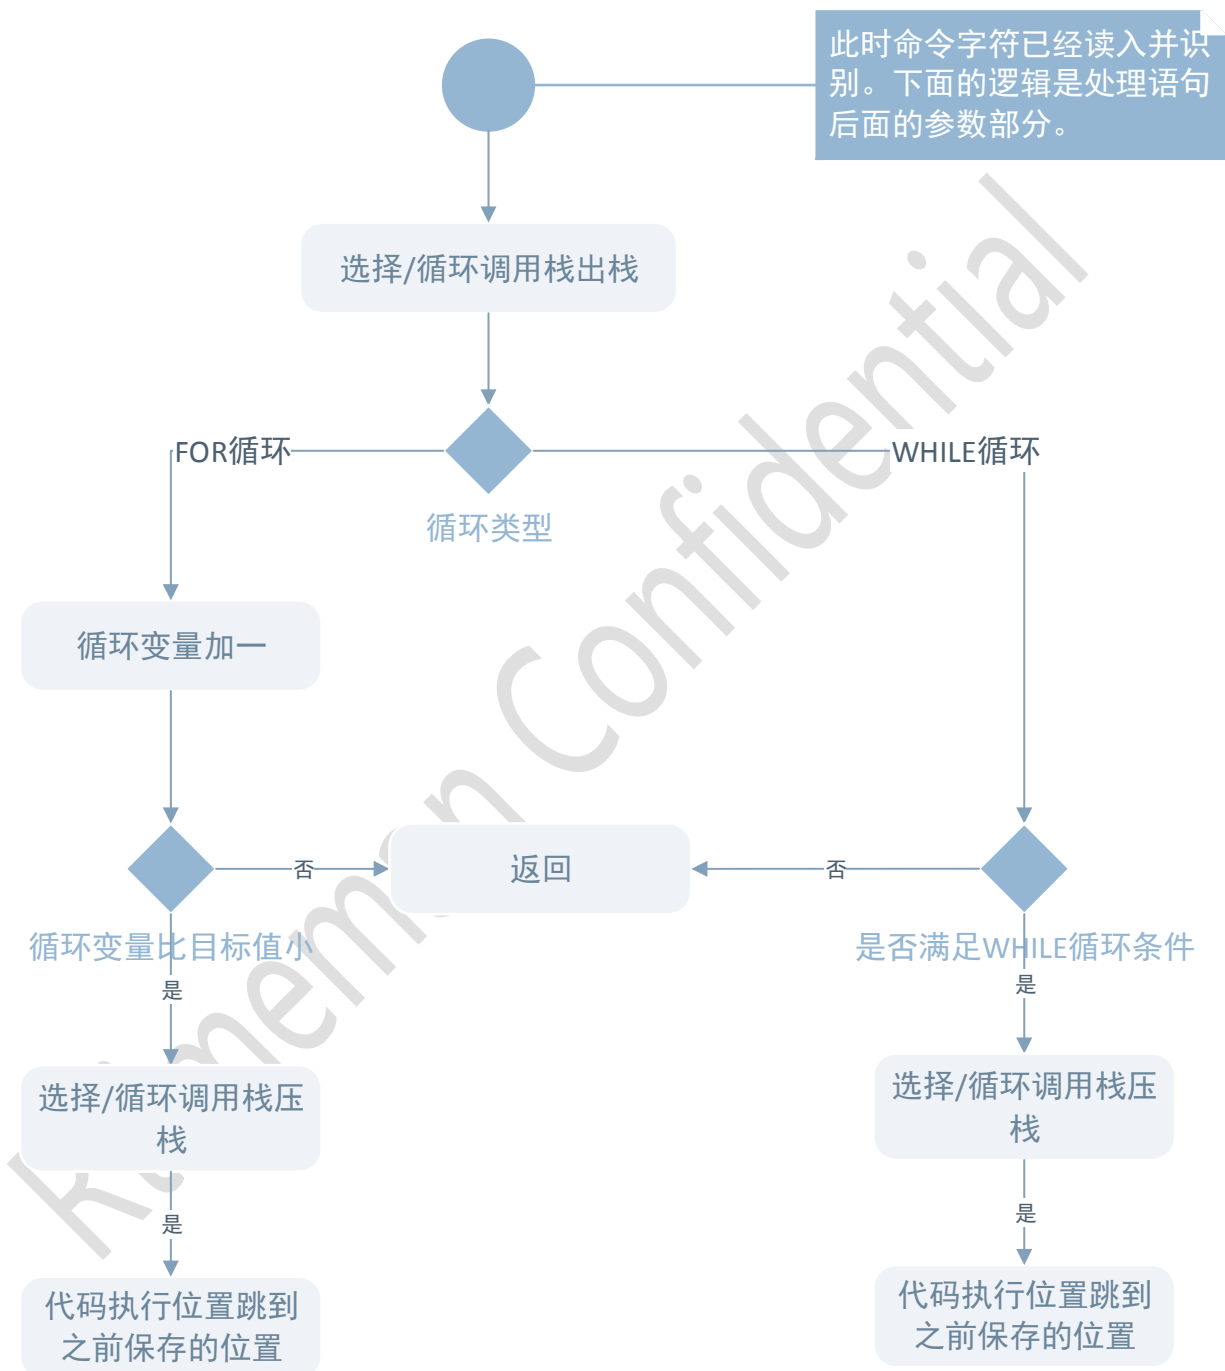 此时命令字符已经读入并识
别。下面的逻辑是处理语句
后面的参数部分。
选择/循环调用栈出栈
FOR循环
WHILE循环
循环类型
循环变量加一
否
返回
否
循环变量比目标值小
是否满足WHILE循环条件
是
是
选择/循环调用栈压
栈
选择/循环调用栈压
栈
是
是
代码执行位置跳到
之前保存的位置
代码执行位置跳到
之前保存的位置
Confidential